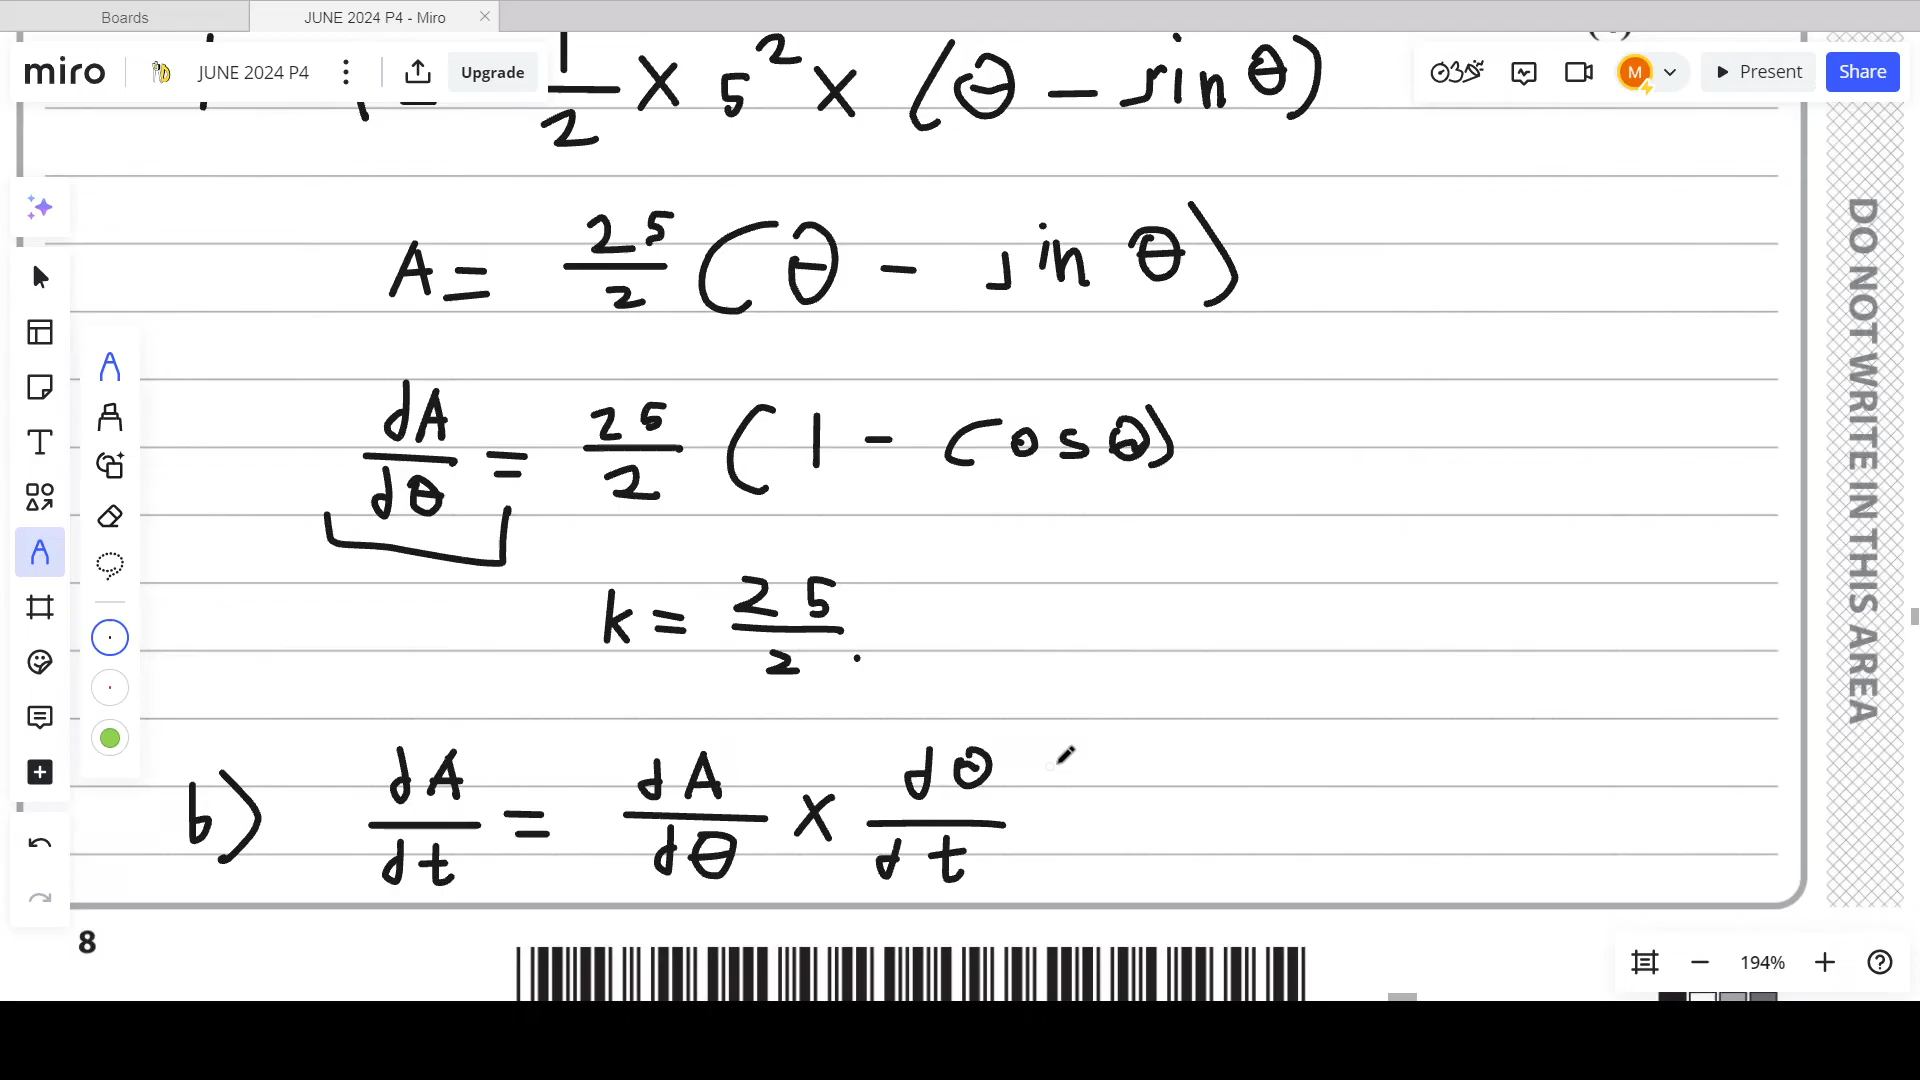 Boards
JUNE 2024 P4 - Miro
miro
JUNE 2024 P4
Upgrade
M
Present
Share
1/2 × 5² × (θ - sin θ)
A = 25/2 (θ - sin θ)
dA/dθ = 25/2 (1 - cos θ)
k = 25/2 .
b) dA/dt = dA/dθ × dθ/dt
DO NOT WRITE IN THIS AREA
8
194%